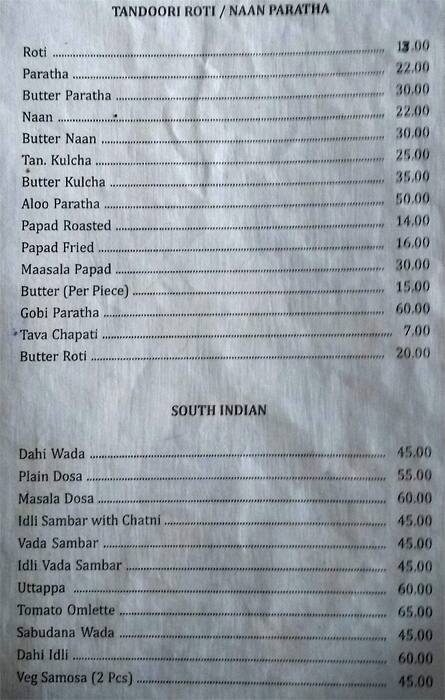 TANDOORI ROTI / NAAN PARATHA
Roti ........ 13.00
Paratha ........ 22.00
Butter Paratha ........ 30.00
Naan ........ 22.00
Butter Naan ........ 30.00
Tan. Kulcha ........ 25.00
Butter Kulcha ........ 35.00
Aloo Paratha ........ 50.00
Papad Roasted ........ 14.00
Papad Fried ........ 16.00
Maasala Papad ........ 30.00
Butter (Per Piece) ........ 15.00
Gobi Paratha ........ 60.00
Tava Chapati ........ 7.00
Butter Roti ........ 20.00
SOUTH INDIAN
Dahi Wada ........ 45.00
Plain Dosa ........ 55.00
Masala Dosa ........ 60.00
Idli Sambar with Chatni ........ 45.00
Vada Sambar ........ 45.00
Idli Vada Sambar ........ 45.00
Uttappa ........ 60.00
Tomato Omlette ........ 65.00
Sabudana Wada ........ 45.00
Dahi Idli ........ 60.00
Veg Samosa (2 Pcs) ........ 45.00